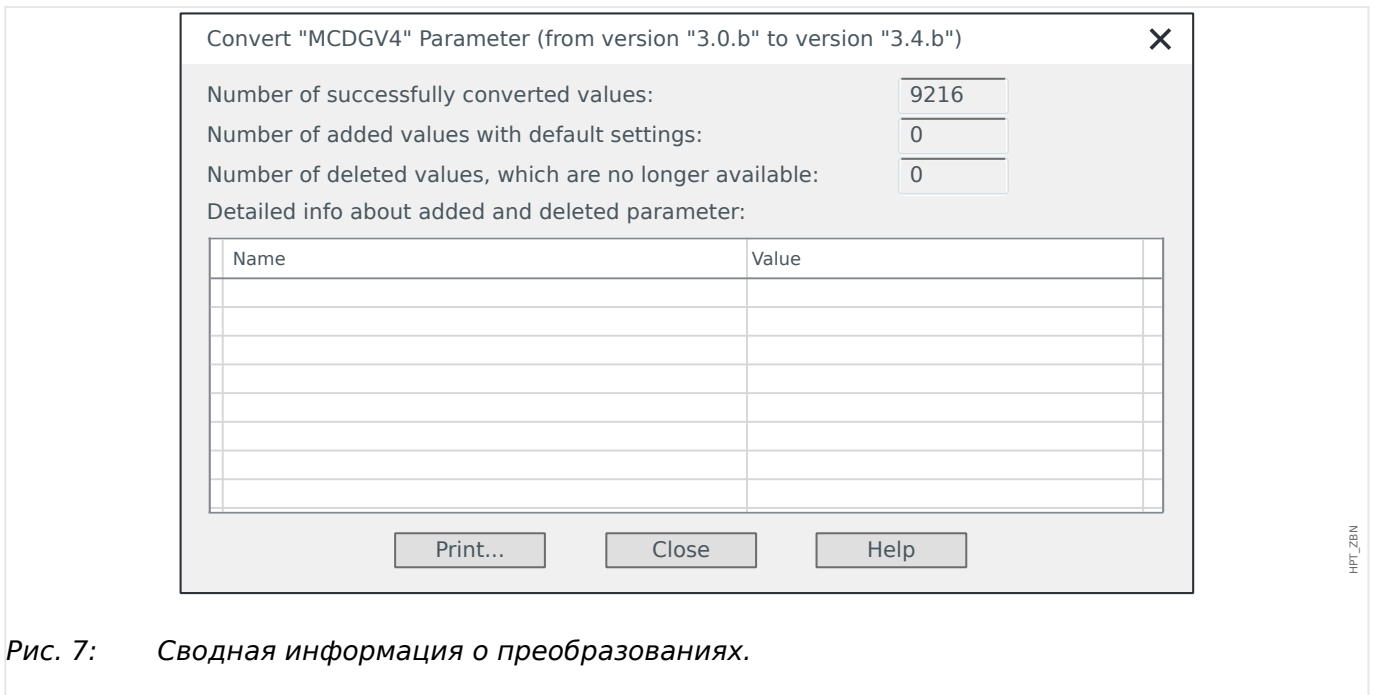 Convert "MCDGV4" Parameter (from version "3.0.b" to version "3.4.b")
Number of successfully converted values: 9216
Number of added values with default settings: 0
Number of deleted values, which are no longer available: 0
Detailed info about added and deleted parameter:
Name Value
Print... Close Help
HPT_ZBN
Рис. 7: Сводная информация о преобразованиях.